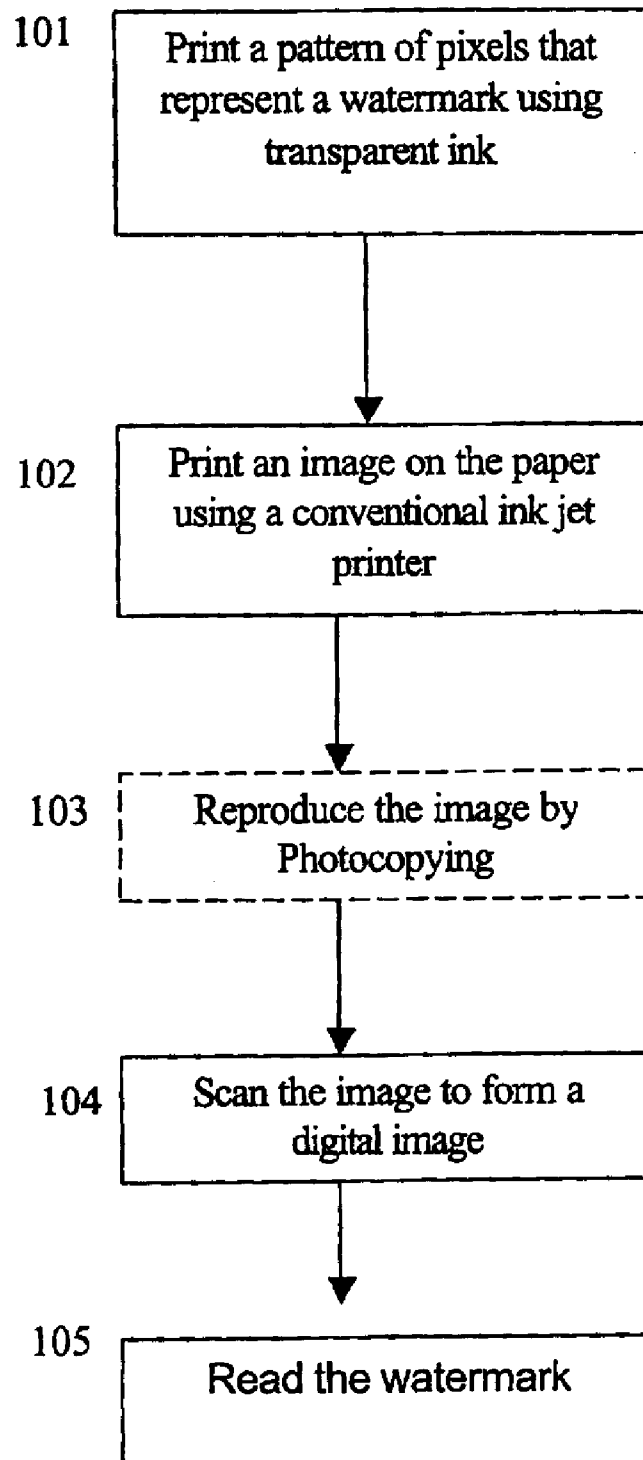 101
Print a pattern of pixels that
represent a watermark using
transparent ink
102
Print an image on the paper
using a conventional ink jet
printer
103
Reproduce the image by
Photocopying
104
Scan the image to form a
digital image
105
Read the watermark